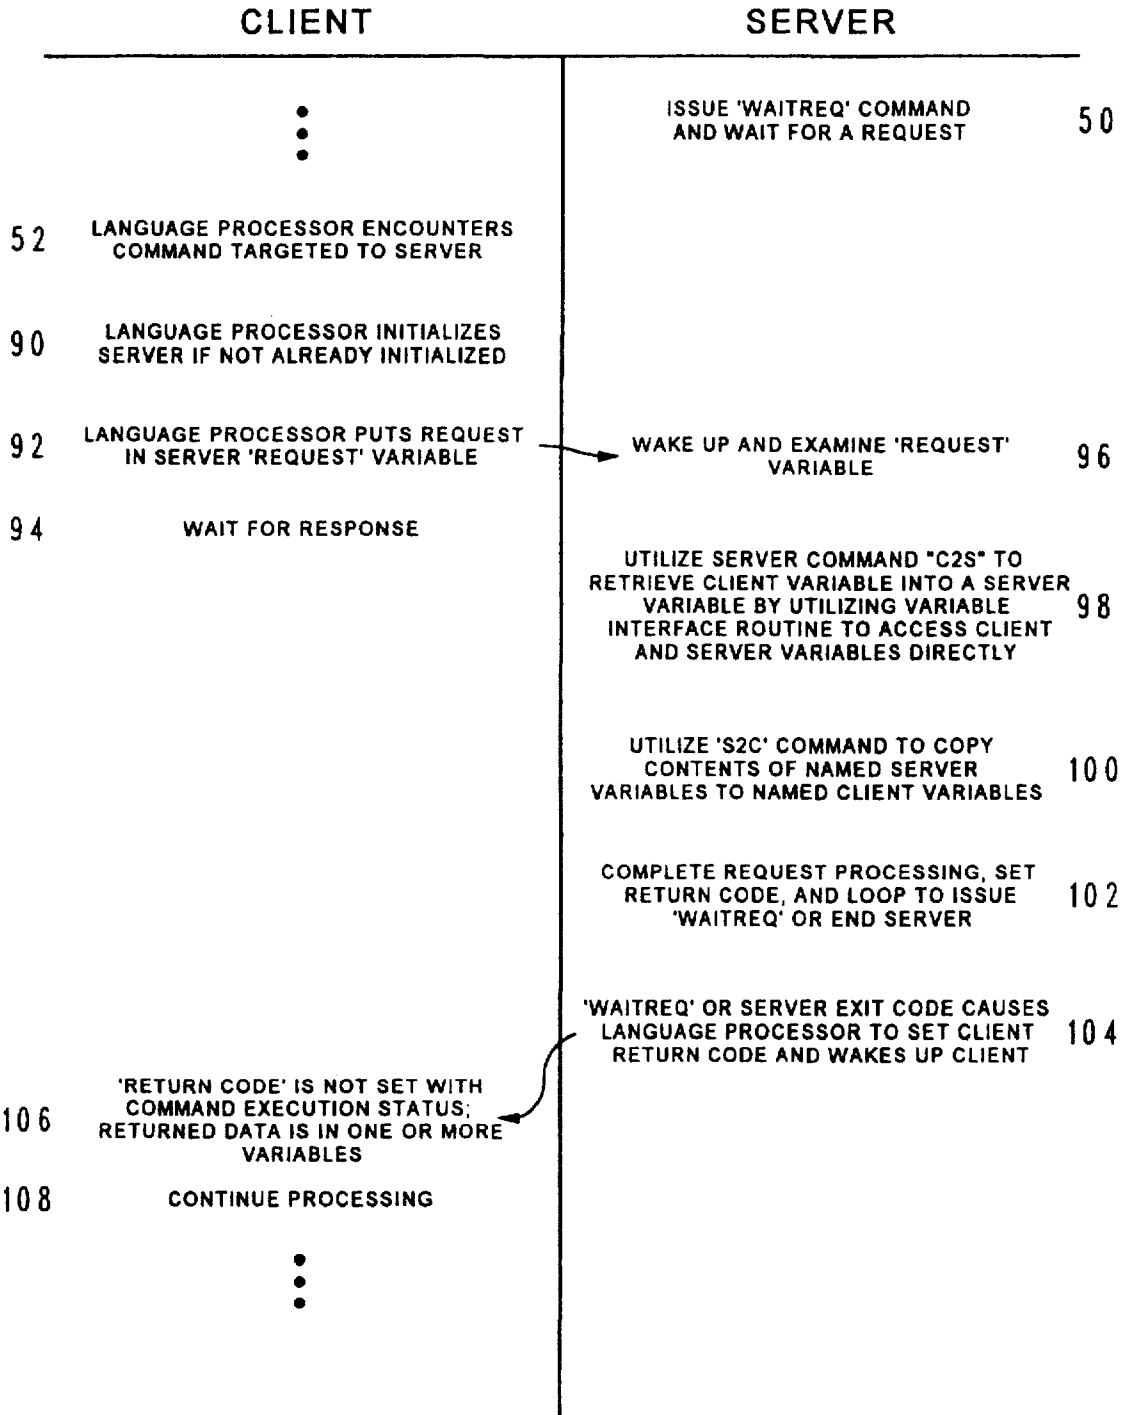 CLIENT
SERVER
ISSUE 'WAITREQ' COMMAND
AND WAIT FOR A REQUEST
50
52
LANGUAGE PROCESSOR ENCOUNTERS
COMMAND TARGETED TO SERVER
90
LANGUAGE PROCESSOR INITIALIZES
SERVER IF NOT ALREADY INITIALIZED
92
LANGUAGE PROCESSOR PUTS REQUEST
IN SERVER 'REQUEST' VARIABLE
WAKE UP AND EXAMINE 'REQUEST'
VARIABLE
96
94
WAIT FOR RESPONSE
UTILIZE SERVER COMMAND "C2S" TO
RETRIEVE CLIENT VARIABLE INTO A SERVER
VARIABLE BY UTILIZING VARIABLE
INTERFACE ROUTINE TO ACCESS CLIENT
AND SERVER VARIABLES DIRECTLY
98
UTILIZE 'S2C' COMMAND TO COPY
CONTENTS OF NAMED SERVER
VARIABLES TO NAMED CLIENT VARIABLES
100
COMPLETE REQUEST PROCESSING, SET
RETURN CODE, AND LOOP TO ISSUE
'WAITREQ' OR END SERVER
102
'WAITREQ' OR SERVER EXIT CODE CAUSES
LANGUAGE PROCESSOR TO SET CLIENT
RETURN CODE AND WAKES UP CLIENT
104
106
'RETURN CODE' IS NOT SET WITH
COMMAND EXECUTION STATUS;
RETURNED DATA IS IN ONE OR MORE
VARIABLES
108
CONTINUE PROCESSING